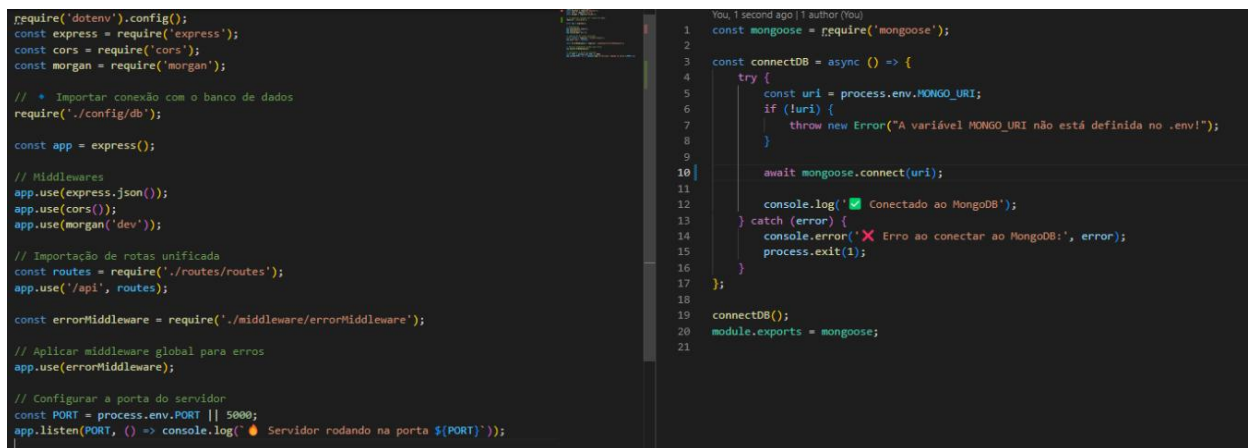 require('dotenv').config();
const express = require('express');
const cors = require('cors');
const morgan = require('morgan');
// 🔹 Importar conexão com o banco de dados
require('./config/db');
const app = express();
// Middlewares
app.use(express.json());
app.use(cors());
app.use(morgan('dev'));
// Importação de rotas unificada
const routes = require('./routes/routes');
app.use('/api', routes);
const errorMiddleware = require('./middleware/errorMiddleware');
// Aplicar middleware global para erros
app.use(errorMiddleware);
// Configurar a porta do servidor
const PORT = process.env.PORT || 5000;
app.listen(PORT, () => console.log(`🔥 Servidor rodando na porta ${PORT}`));
You, 1 second ago | 1 author (You)
1 const mongoose = require('mongoose');
2
3 const connectDB = async () => {
4 try {
5 const uri = process.env.MONGO_URI;
6 if (!uri) {
7 throw new Error("A variável MONGO_URI não está definida no .env!");
8 }
9
10 await mongoose.connect(uri);
11
12 console.log('✅ Conectado ao MongoDB');
13 } catch (error) {
14 console.error('❌ Erro ao conectar ao MongoDB:', error);
15 process.exit(1);
16 }
17 };
18
19 connectDB();
20 module.exports = mongoose;
21